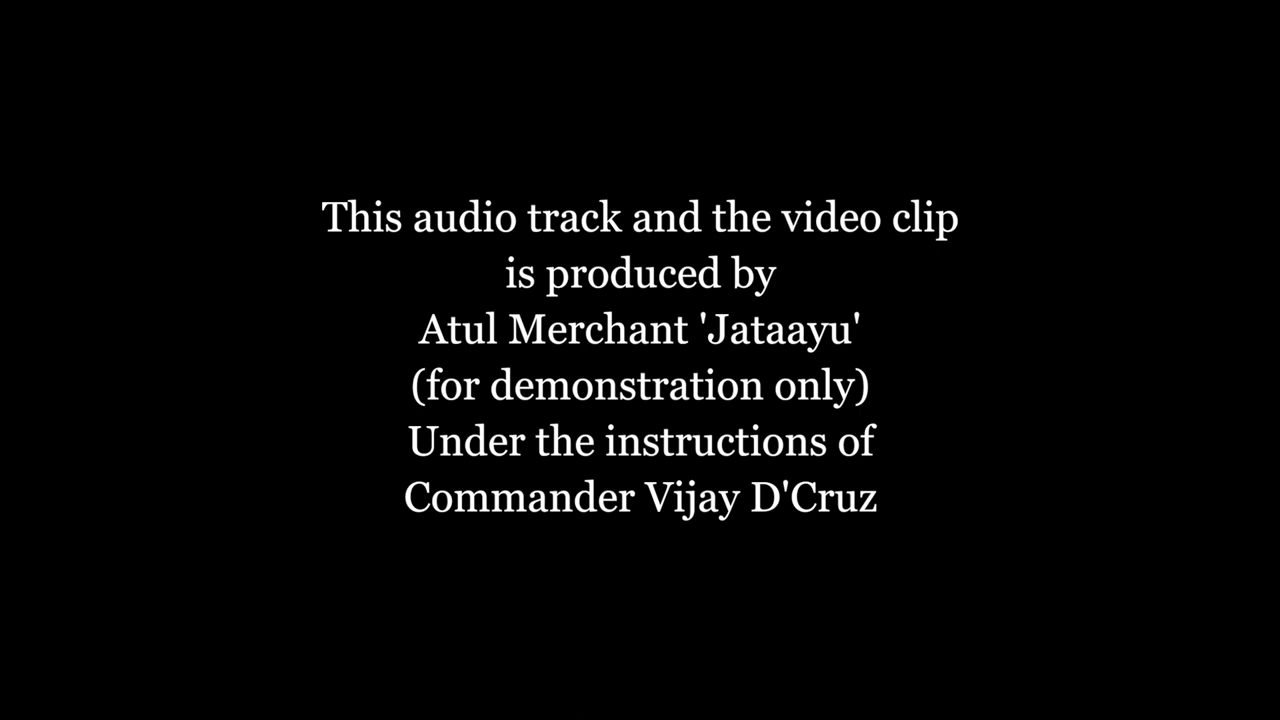 This audio track and the video clip
is produced by
Atul Merchant 'Jataayu'
(for demonstration only)
Under the instructions of
Commander Vijay D'Cruz